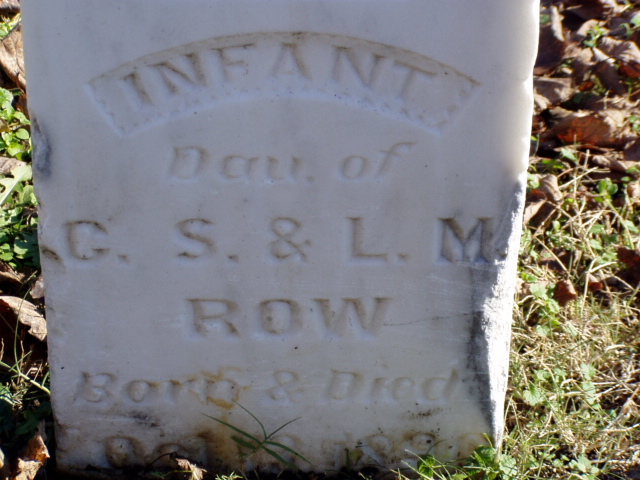 INFANT
Dau. of
G. S. & L. M.
ROW
Born & Died